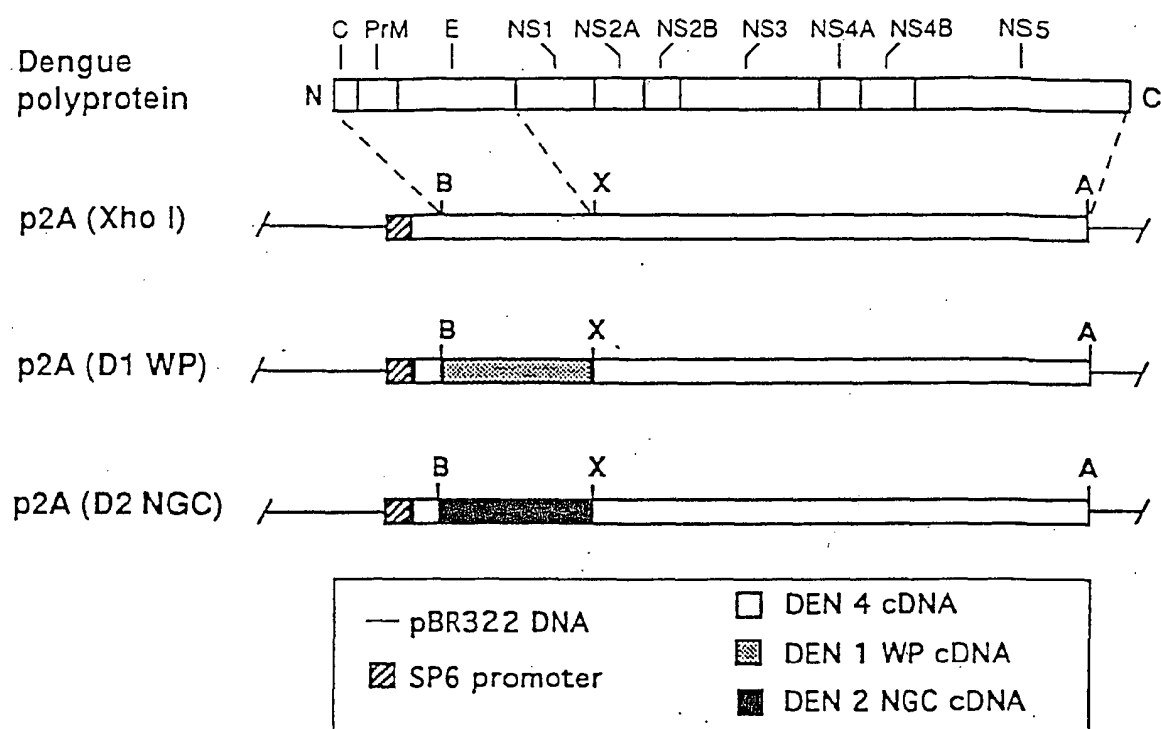 C PrM E NS1 NS2A NS2B NS3 NS4A NS4B NS5
Dengue
polyprotein
N C
B X A
p2A (Xho I)
B X A
p2A (D1 WP)
B X A
p2A (D2 NGC)
pBR322 DNA
SP6 promoter
DEN 4 cDNA
DEN 1 WP cDNA
DEN 2 NGC cDNA